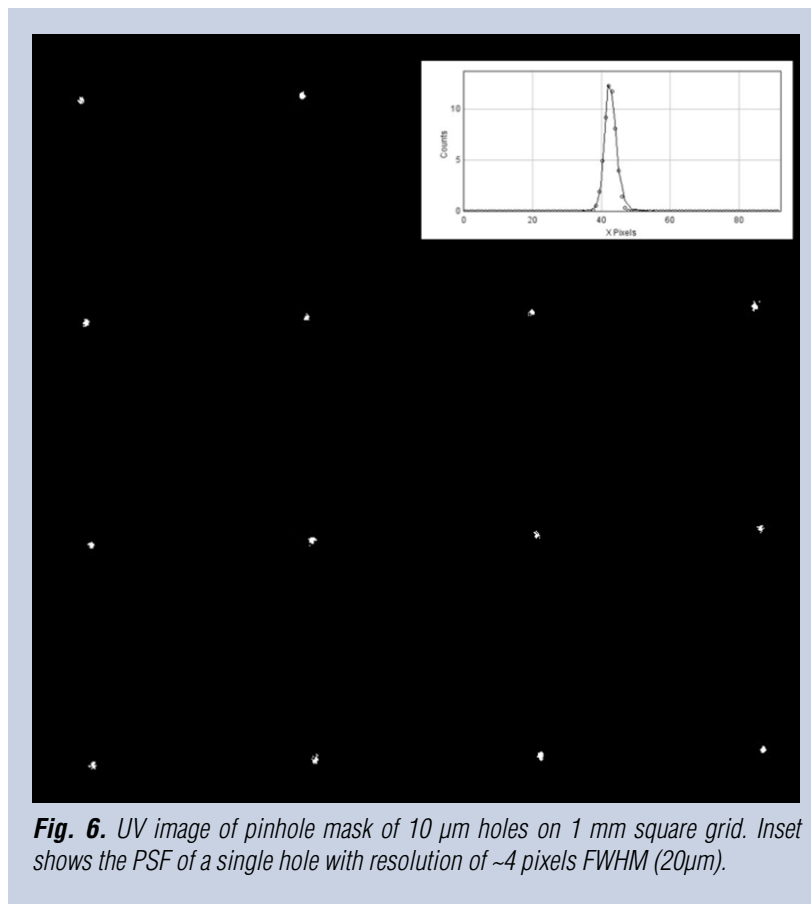 10
5
0
Counts
0 20 40 60 80
X Pixels
Fig. 6. UV image of pinhole mask of 10 µm holes on 1 mm square grid. Inset
shows the PSF of a single hole with resolution of ~4 pixels FWHM (20µm).